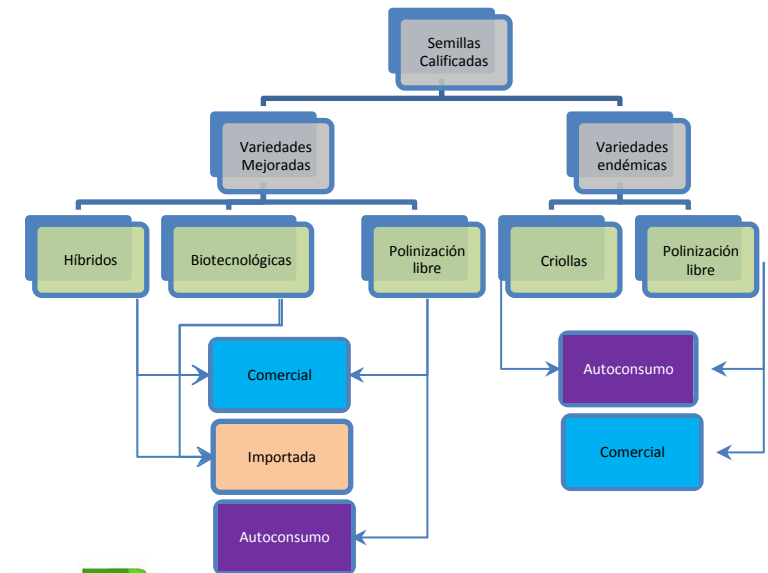 Semillas
Calificadas
Variedades
Mejoradas
Variedades
endémicas
Híbridos
Biotecnológicas
Polinización
libre
Criollas
Polinización
libre
Comercial
Autoconsumo
Importada
Comercial
Autoconsumo